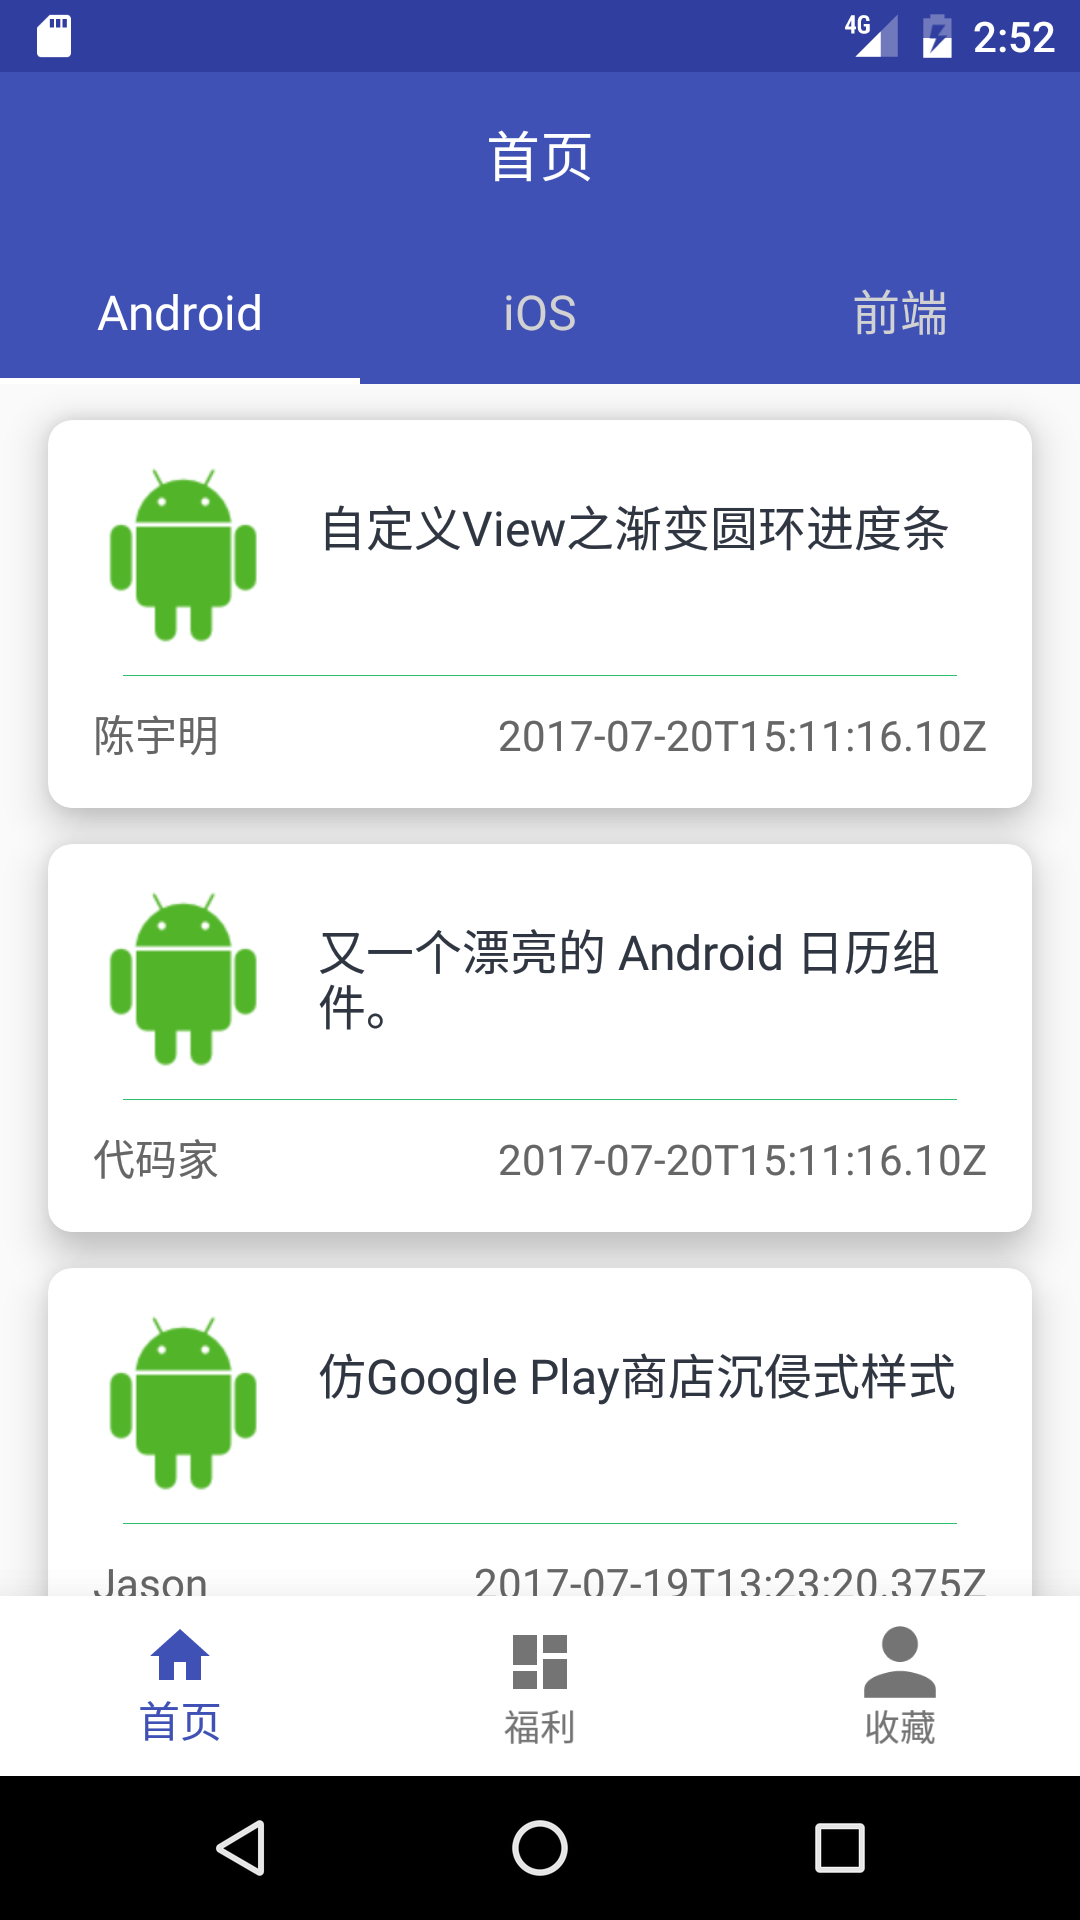 4G 2:52
首页
Android iOS 前端
自定义View之渐变圆环进度条
陈宇明 2017-07-20T15:11:16.10Z
又一个漂亮的 Android 日历组
件。
代码家 2017-07-20T15:11:16.10Z
仿Google Play商店沉侵式样式
Jason 2017-07-19T13:23:20.375Z
首页 福利 收藏